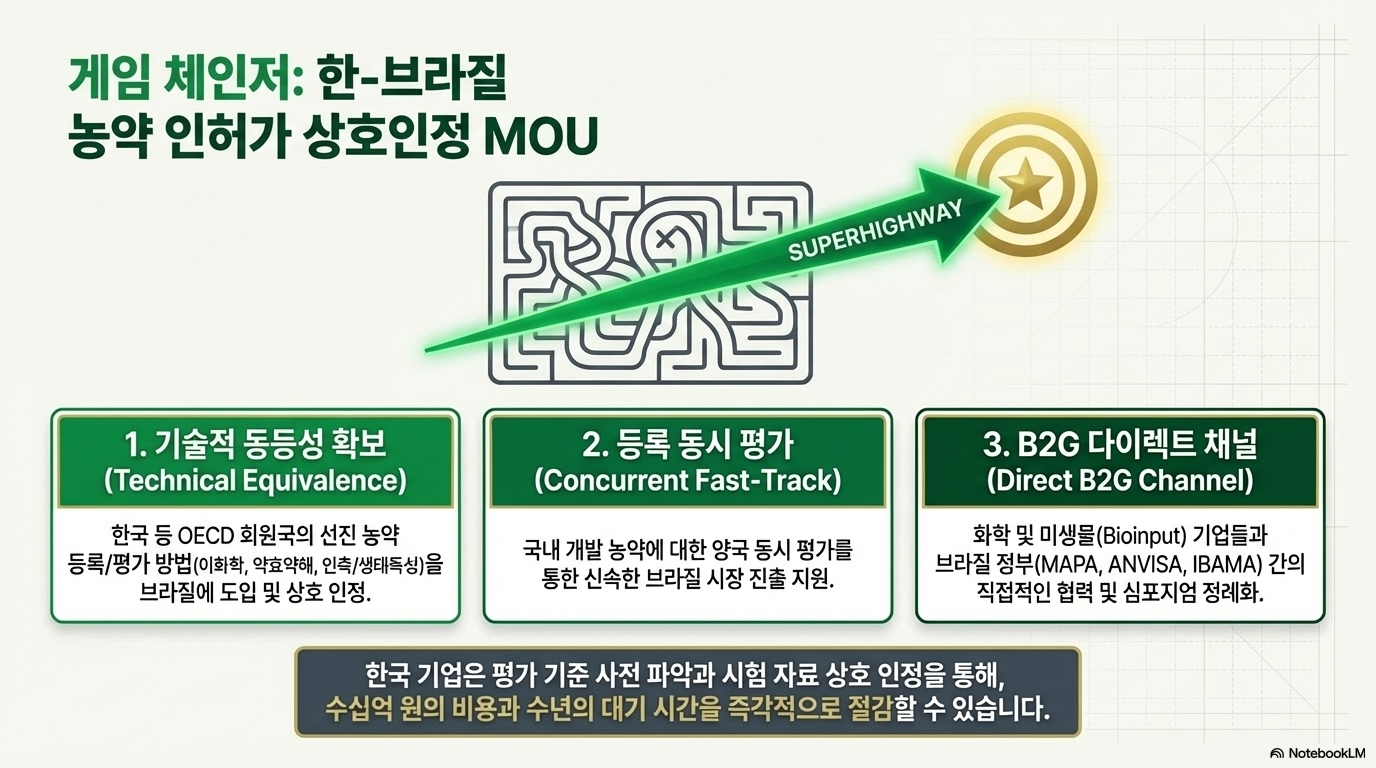 게임 체인저: 한-브라질
농약 인허가 상호인정 MOU
SUPERHIGHWAY
1. 기술적 동등성 확보
(Technical Equivalence)
한국 등 OECD 회원국의 선진 농약
등록/평가 방법(이화학, 약효약해, 인축/생태독성)을
브라질에 도입 및 상호 인정.
2. 등록 동시 평가
(Concurrent Fast-Track)
국내 개발 농약에 대한 양국 동시 평가를
통한 신속한 브라질 시장 진출 지원.
3. B2G 다이렉트 채널
(Direct B2G Channel)
화학 및 미생물(Bioinput) 기업들과
브라질 정부(MAPA, ANVISA, IBAMA) 간의
직접적인 협력 및 심포지엄 정례화.
한국 기업은 평가 기준 사전 파악과 시험 자료 상호 인정을 통해,
수십억 원의 비용과 수년의 대기 시간을 즉각적으로 절감할 수 있습니다.
NotebookLM